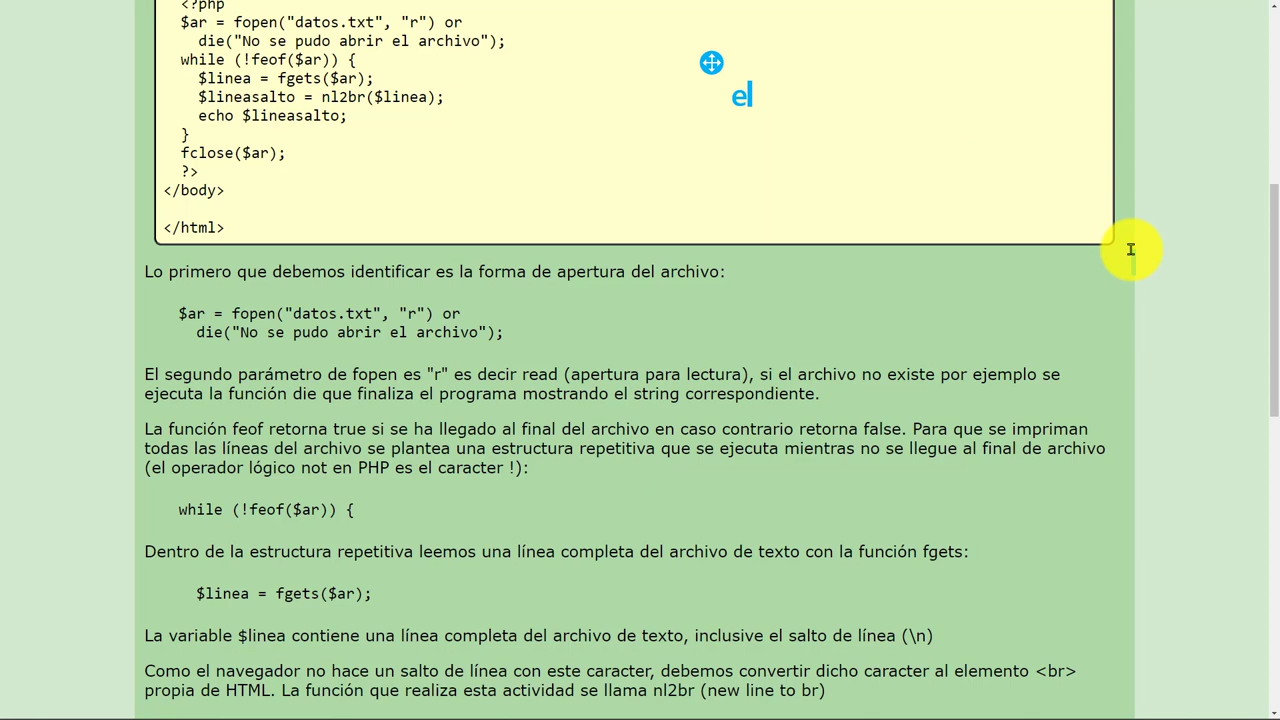 <?php
$ar = fopen("datos.txt", "r") or
die("No se pudo abrir el archivo");
while (!feof($ar)) {
$linea = fgets($ar);
$lineasalto = nl2br($linea);
echo $lineasalto;
}
fclose($ar);
?>
</body>
</html>
el
Lo primero que debemos identificar es la forma de apertura del archivo:
$ar = fopen("datos.txt", "r") or
die("No se pudo abrir el archivo");
El segundo parámetro de fopen es "r" es decir read (apertura para lectura), si el archivo no existe por ejemplo se
ejecuta la función die que finaliza el programa mostrando el string correspondiente.
La función feof retorna true si se ha llegado al final del archivo en caso contrario retorna false. Para que se impriman
todas las líneas del archivo se plantea una estructura repetitiva que se ejecuta mientras no se llegue al final de archivo
(el operador lógico not en PHP es el caracter !):
while (!feof($ar)) {
Dentro de la estructura repetitiva leemos una línea completa del archivo de texto con la función fgets:
$linea = fgets($ar);
La variable $linea contiene una línea completa del archivo de texto, inclusive el salto de línea (\n)
Como el navegador no hace un salto de línea con este caracter, debemos convertir dicho caracter al elemento <br>
propia de HTML. La función que realiza esta actividad se llama nl2br (new line to br)